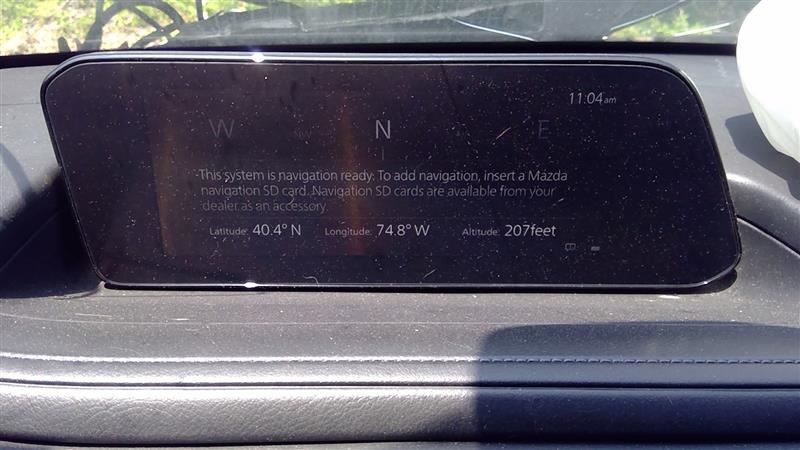 11:04am
W NW N E
This system is navigation ready. To add navigation, insert a Mazda
navigation SD card. Navigation SD cards are available from your
dealer as an accessory.
Latitude: 40.4° N Longitude: 74.8° W Altitude: 207feet